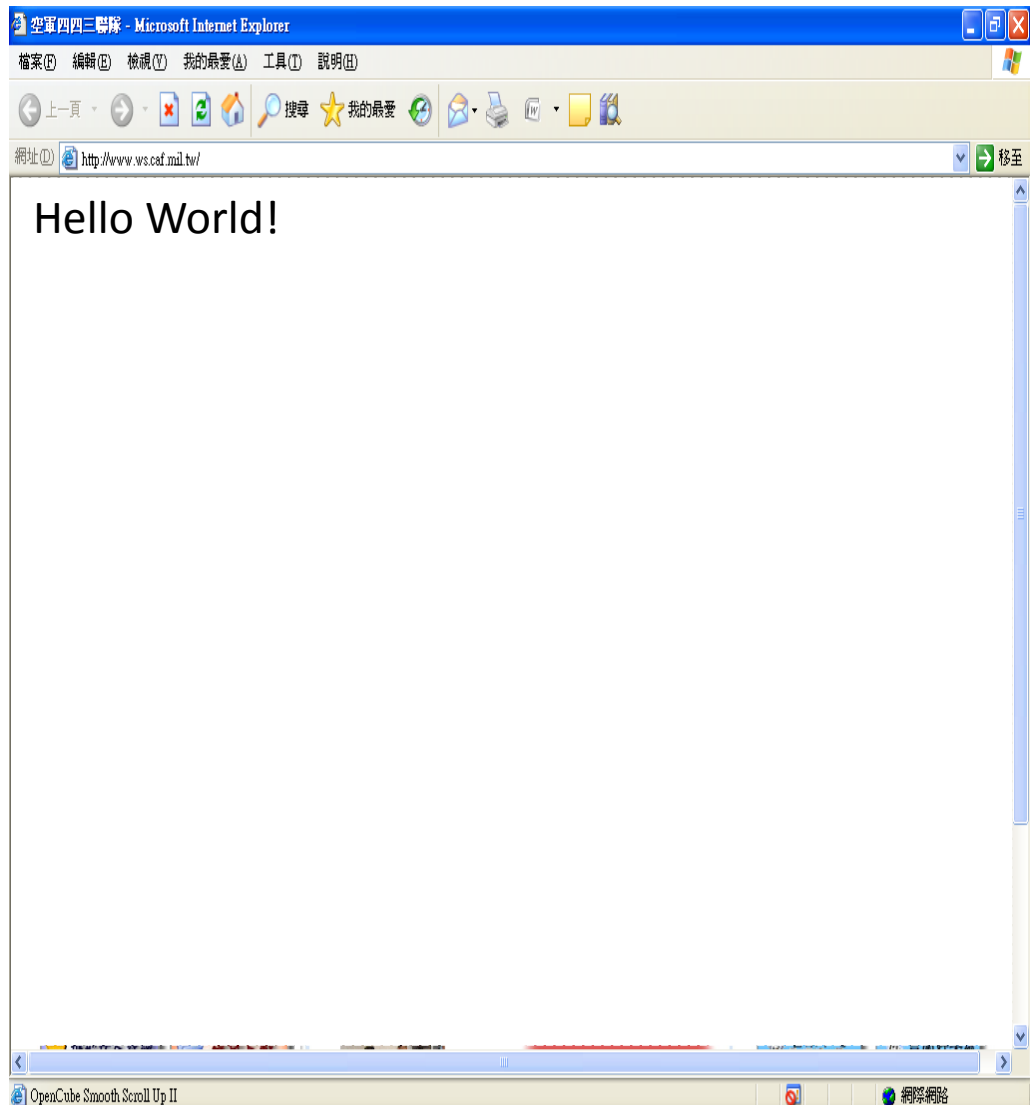 空軍四四三聯隊 - Microsoft Internet Explorer
檔案(F) 編輯(E) 檢視(V) 我的最愛(A) 工具(T) 說明(H)
上一頁 搜尋 我的最愛
網址(D) http://www.ws.caf.mil.tw/ 移至
Hello World!
OpenCube Smooth Scroll Up II 網際網路